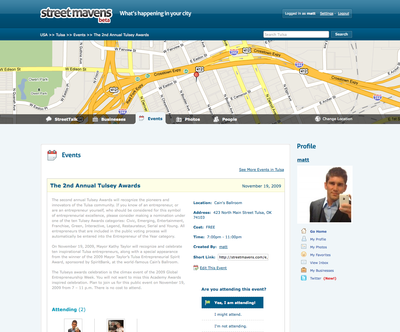 streetmavens
beta
What's happening in your city
Logged in as matt
Settings
Logout
USA >> Tulsa >> Events >> The 2nd Annual Tulsey Awards
Search Tulsa
Search
StreetTalk
Businesses
Events
Photos
People
Change Location
Events
See More Events in Tulsa
The 2nd Annual Tulsey Awards
November 19, 2009
The second annual Tulsey Awards will recognize the pioneers and
innovators of the Tulsa community. If you know of an entrepreneur, or
are an entrepreneur yourself, who should be considered for this symbol
of entrepreneurial excellence, please consider making a nomination under
one of the ten Tulsey Awards categories: Civic, Emerging, Entertainment,
Franchise, Green, Interactive, Legend, Restaurateur, Social and Young. All
entrepreneurs that are included in the public voting process will
automatically be entered into the Entrepreneur of the Year category.
On November 19, 2009, Mayor Kathy Taylor will recognize and celebrate
ten inspirational Tulsa entrepreneurs, along with a special appearance
from the winner of the 2009 Mayor Taylor's Tulsa Entrepreneurial Spirit
Award, sponsored by SpiritBank, at the world famous Cain's Ballroom.
The Tulseys awards celebration is the climax event of the 2009 Global
Entrepreneurship Week. You will not want to miss this Academy Awards
inspired celebration. Plan to join us for this public event on November 19,
2009 from 7 - 11 p.m. There is no cost to attend.
Location: Cain's Ballroom
Address: 423 North Main Street Tulsa, OK
74103
Cost: FREE
Time: 7:00pm - 11:00pm
Created By: matt
Short Link: http://streetmavens.com/e
Edit This Event
Are you attending this event?
Yes, I am attending!
I might attend.
I'm not attending.
Attending (2)
Profile
matt
Go Home
My Profile
My Photos
My Favorites
View Inbox
My Businesses
Twitter (New!)